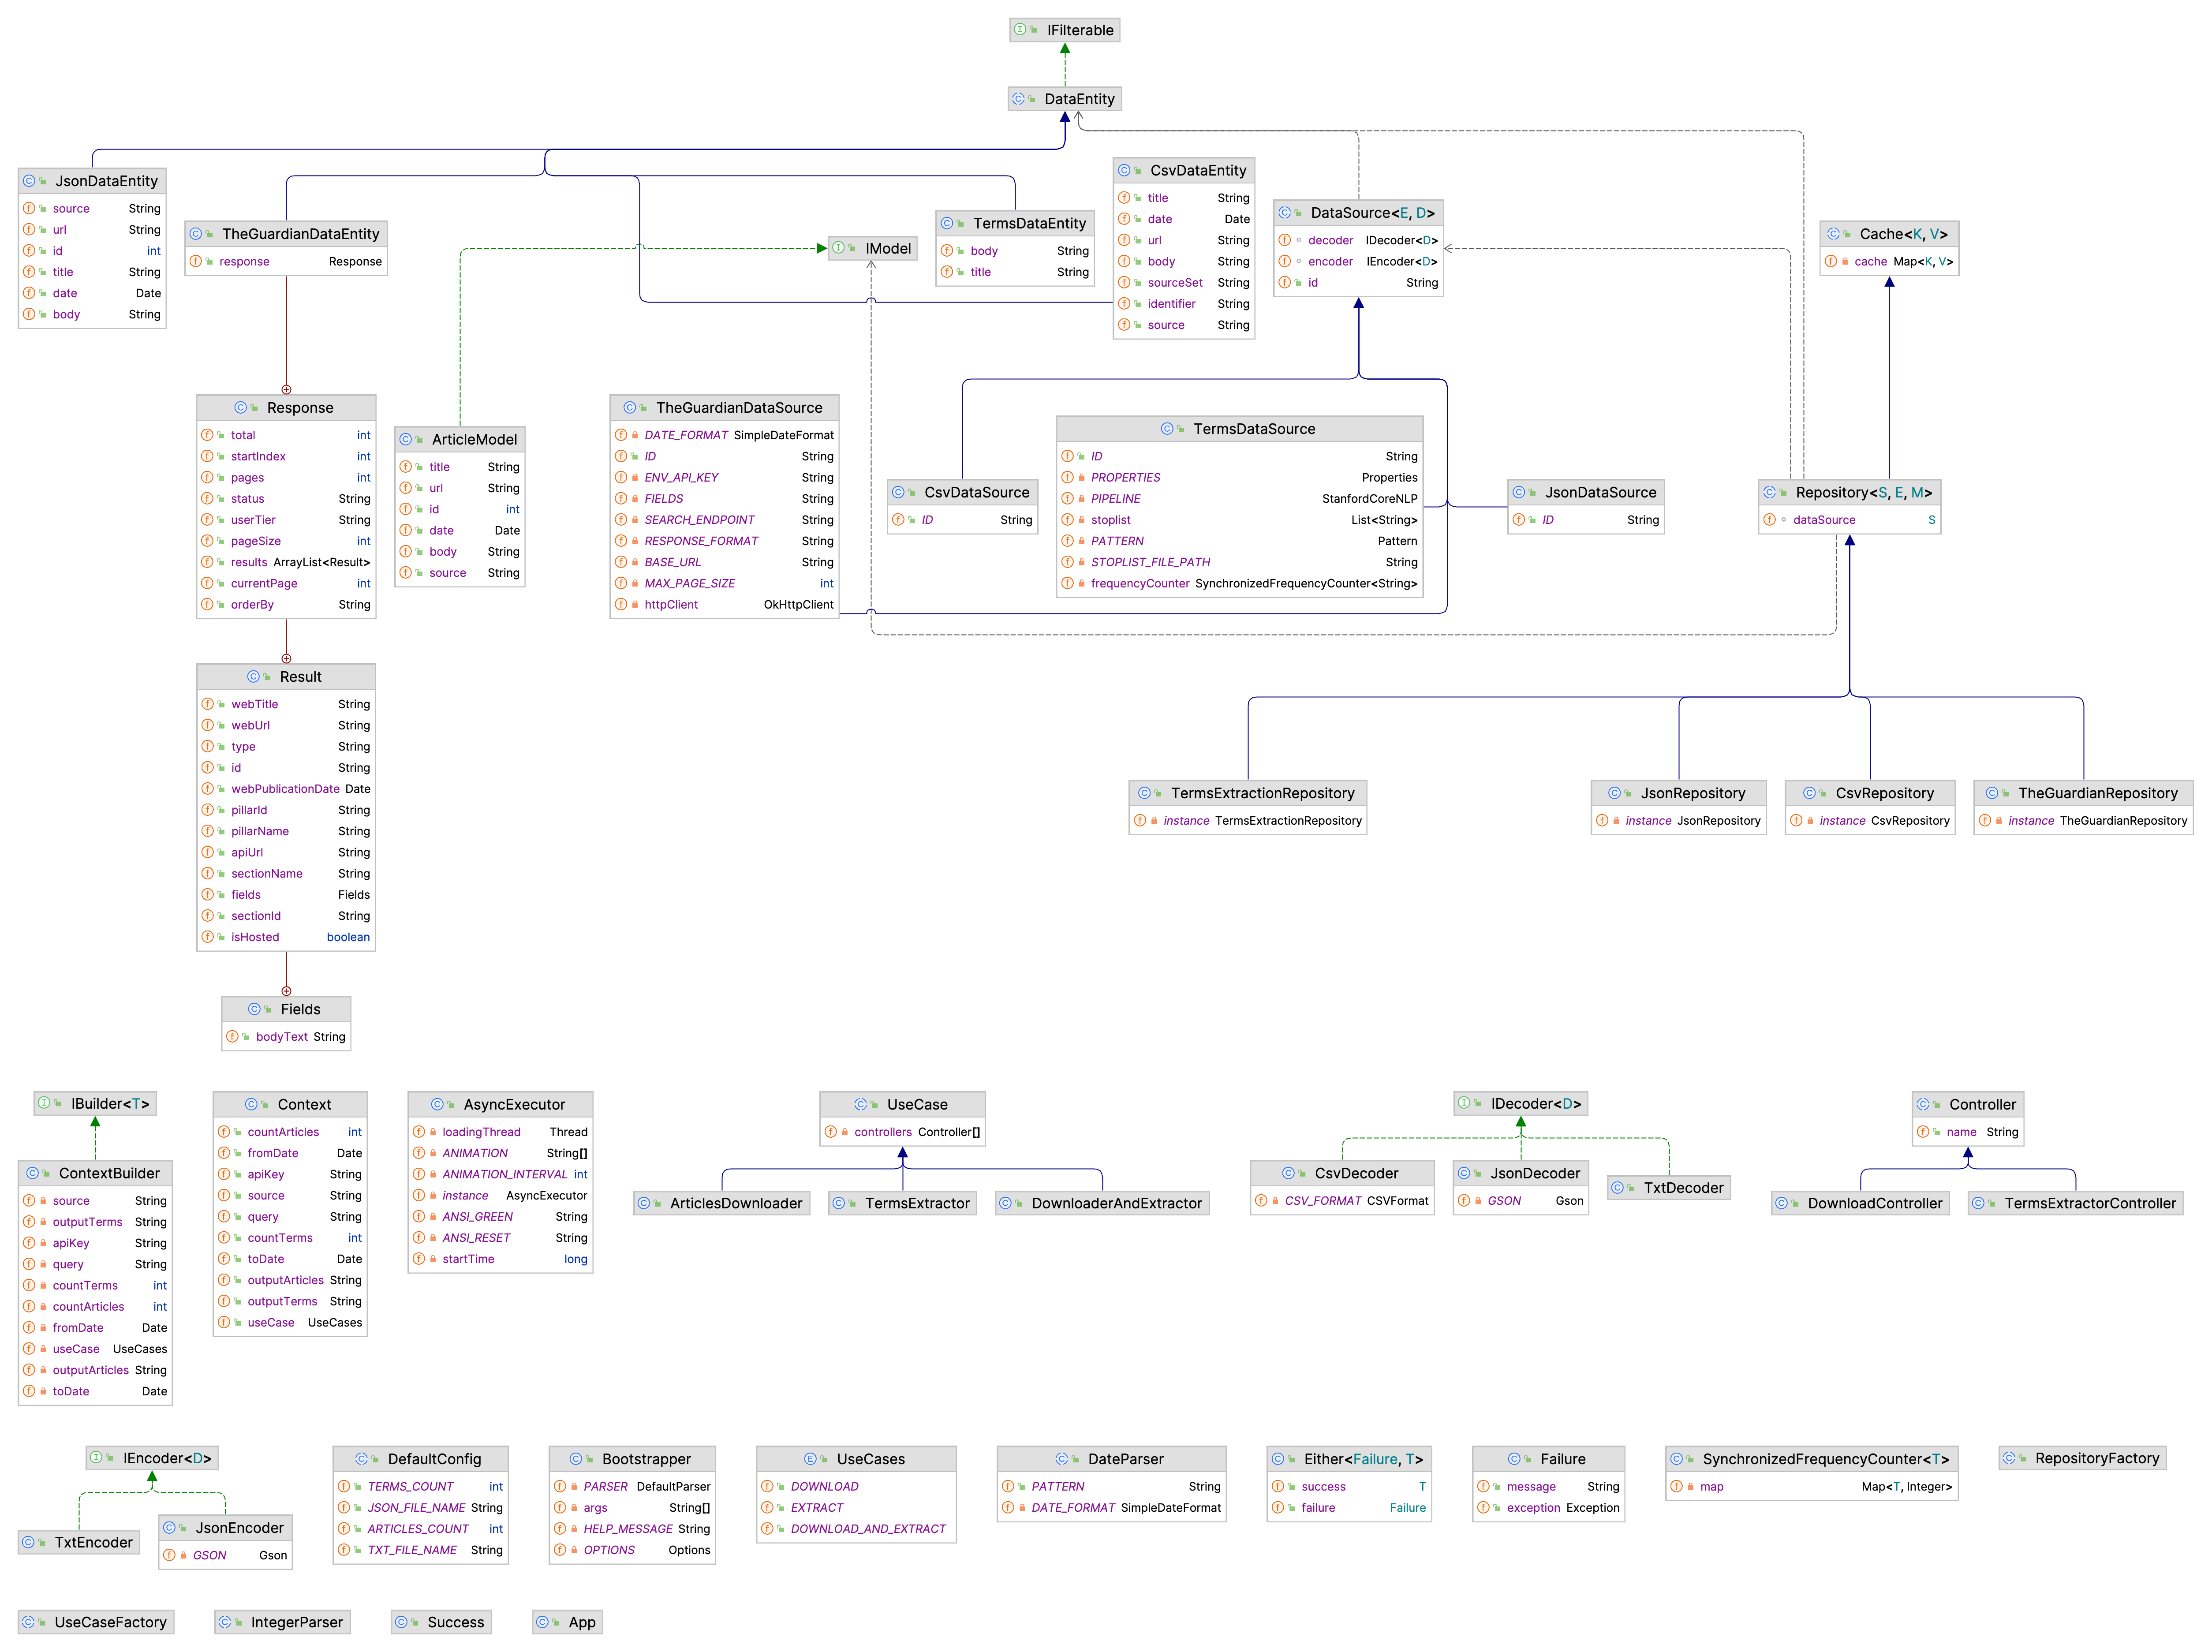 IFilterable
DataEntity
JsonDataEntity
source String
url String
id int
title String
date Date
body String
TheGuardianDataEntity
response Response
IModel
TermsDataEntity
body String
title String
CsvDataEntity
title String
date Date
url String
body String
sourceSet String
identifier String
source String
DataSource<E, D>
decoder IDecoder<D>
encoder IEncoder<D>
id String
Cache<K, V>
cache Map<K, V>
Response
total int
startIndex int
pages int
status String
userTier String
pageSize int
results ArrayList<Result>
currentPage int
orderBy String
ArticleModel
title String
url String
id int
date Date
body String
source String
TheGuardianDataSource
DATE_FORMAT SimpleDateFormat
ID String
ENV_API_KEY String
FIELDS String
SEARCH_ENDPOINT String
RESPONSE_FORMAT String
BASE_URL String
MAX_PAGE_SIZE int
httpClient OkHttpClient
CsvDataSource
ID String
TermsDataSource
ID String
PROPERTIES Properties
PIPELINE StanfordCoreNLP
stoplist List<String>
PATTERN Pattern
STOPLIST_FILE_PATH String
frequencyCounter SynchronizedFrequencyCounter<String>
JsonDataSource
ID String
Repository<S, E, M>
dataSource S
Result
webTitle String
webUrl String
type String
id String
webPublicationDate Date
pillarId String
pillarName String
apiUrl String
sectionName String
fields Fields
sectionId String
isHosted boolean
TermsExtractionRepository
instance TermsExtractionRepository
JsonRepository
instance JsonRepository
CsvRepository
instance CsvRepository
TheGuardianRepository
instance TheGuardianRepository
Fields
bodyText String
IBuilder<T>
ContextBuilder
source String
outputTerms String
apiKey String
query String
countTerms int
countArticles int
fromDate Date
useCase UseCases
outputArticles String
toDate Date
Context
countArticles int
fromDate Date
apiKey String
source String
query String
countTerms int
toDate Date
outputArticles String
outputTerms String
useCase UseCases
AsyncExecutor
loadingThread Thread
ANIMATION String[]
ANIMATION_INTERVAL int
instance AsyncExecutor
ANSI_GREEN String
ANSI_RESET String
startTime long
UseCase
controllers Controller[]
ArticlesDownloader
TermsExtractor
DownloaderAndExtractor
IDecoder<D>
CsvDecoder
CSV_FORMAT CSVFormat
JsonDecoder
GSON Gson
TxtDecoder
Controller
name String
DownloadController
TermsExtractorController
IEncoder<D>
TxtEncoder
JsonEncoder
GSON Gson
DefaultConfig
TERMS_COUNT int
JSON_FILE_NAME String
ARTICLES_COUNT int
TXT_FILE_NAME String
Bootstrapper
PARSER DefaultParser
args String[]
HELP_MESSAGE String
OPTIONS Options
UseCases
DOWNLOAD
EXTRACT
DOWNLOAD_AND_EXTRACT
DateParser
PATTERN String
DATE_FORMAT SimpleDateFormat
Either<Failure, T>
success T
failure Failure
Failure
message String
exception Exception
SynchronizedFrequencyCounter<T>
map Map<T, Integer>
RepositoryFactory
UseCaseFactory
IntegerParser
Success
App